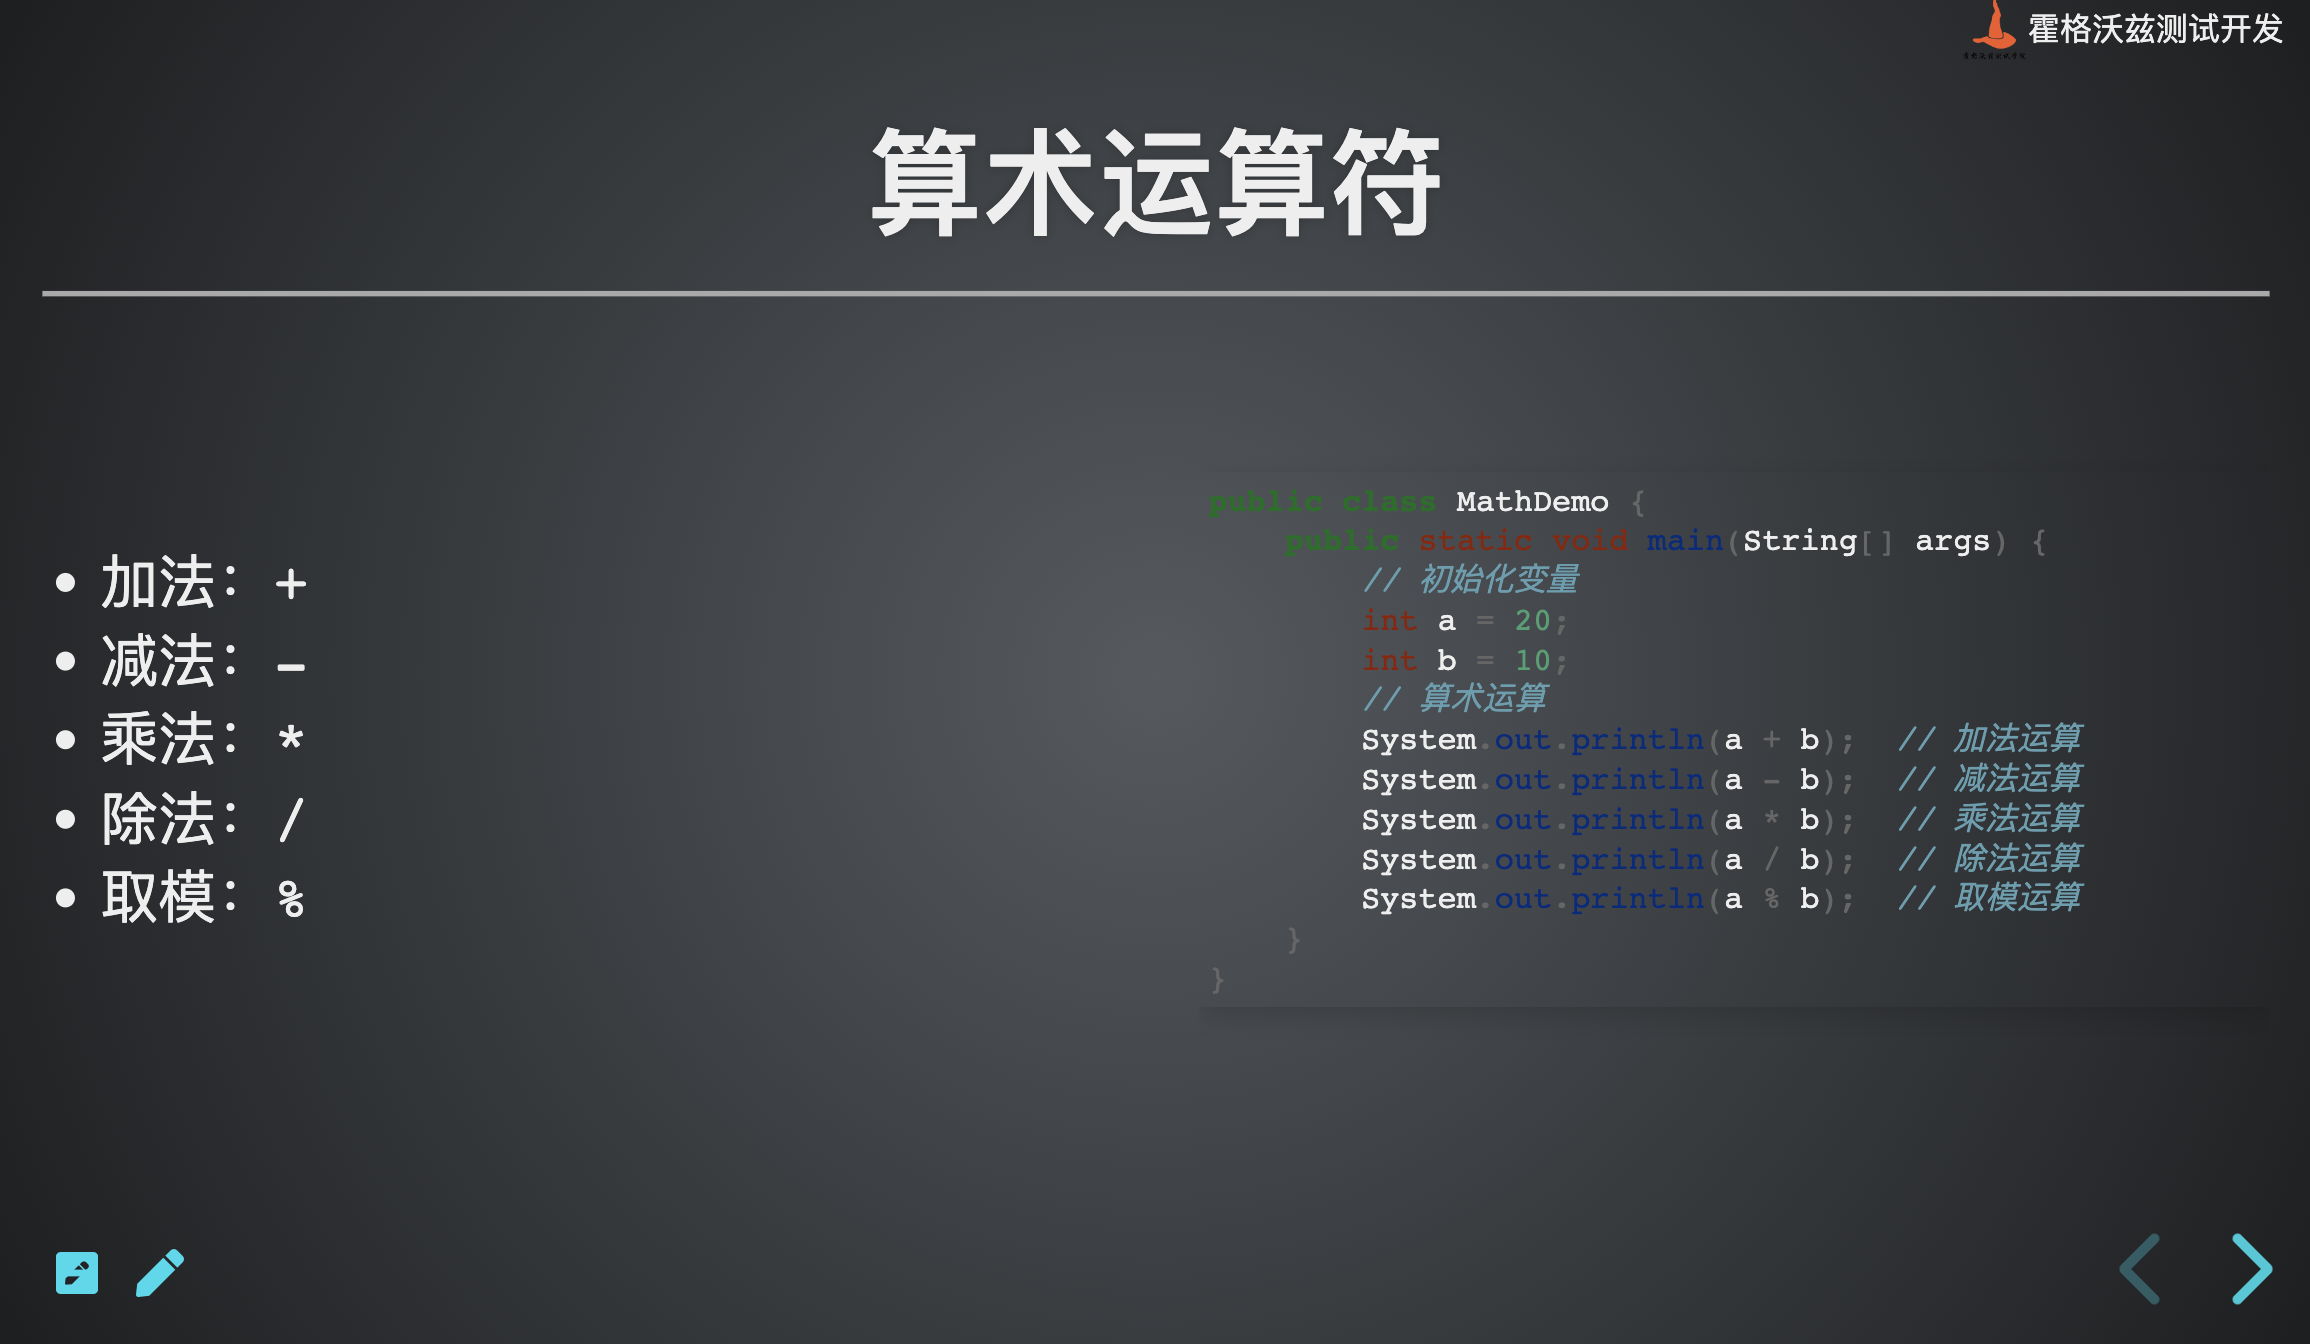 霍格沃兹测试开发
算术运算符
• 加法: +
• 减法: -
• 乘法: *
• 除法: /
• 取模: %
public class MathDemo {
    public static void main(String[] args) {
        // 初始化变量
        int a = 20;
        int b = 10;
        // 算术运算
        System.out.println(a + b);  // 加法运算
        System.out.println(a - b);  // 减法运算
        System.out.println(a * b);  // 乘法运算
        System.out.println(a / b);  // 除法运算
        System.out.println(a % b);  // 取模运算
    }
}